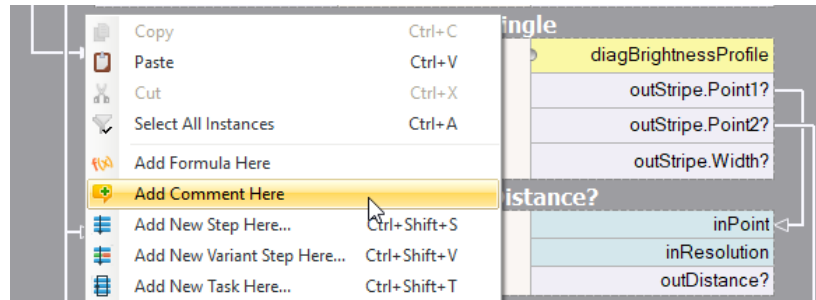 ingle
Copy Ctrl+C
diagBrightnessProfile
Paste Ctrl+V
outStripe.Point1?
Cut Ctrl+X
outStripe.Point2?
Select All Instances Ctrl+A
outStripe.Width?
f(x) Add Formula Here
Add Comment Here
istance?
Add New Step Here... Ctrl+Shift+S
inPoint
Add New Variant Step Here... Ctrl+Shift+V
inResolution
Add New Task Here... Ctrl+Shift+T
outDistance?